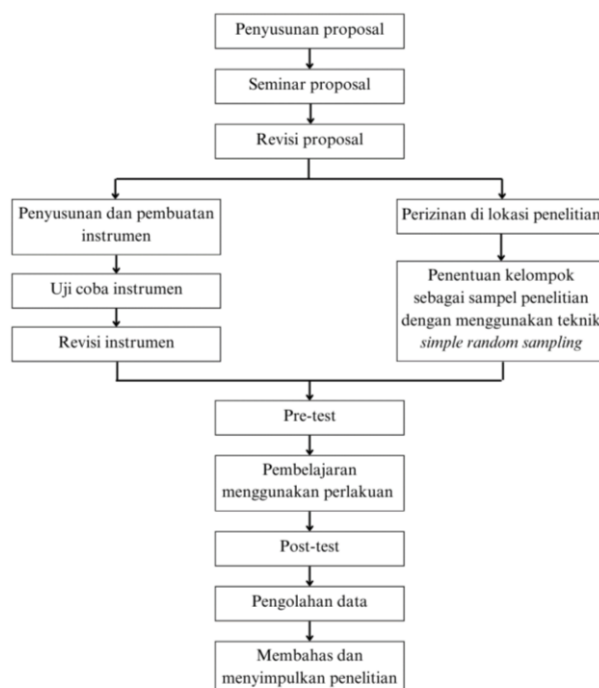 Penyusunan proposal
Seminar proposal
Revisi proposal
Penyusunan dan pembuatan
instrumen
Uji coba instrumen
Revisi instrumen
Perizinan di lokasi penelitian
Penentuan kelompok
sebagai sampel penelitian
dengan menggunakan teknik
simple random sampling
Pre-test
Pembelajaran
menggunakan perlakuan
Post-test
Pengolahan data
Membahas dan
menyimpulkan penelitian